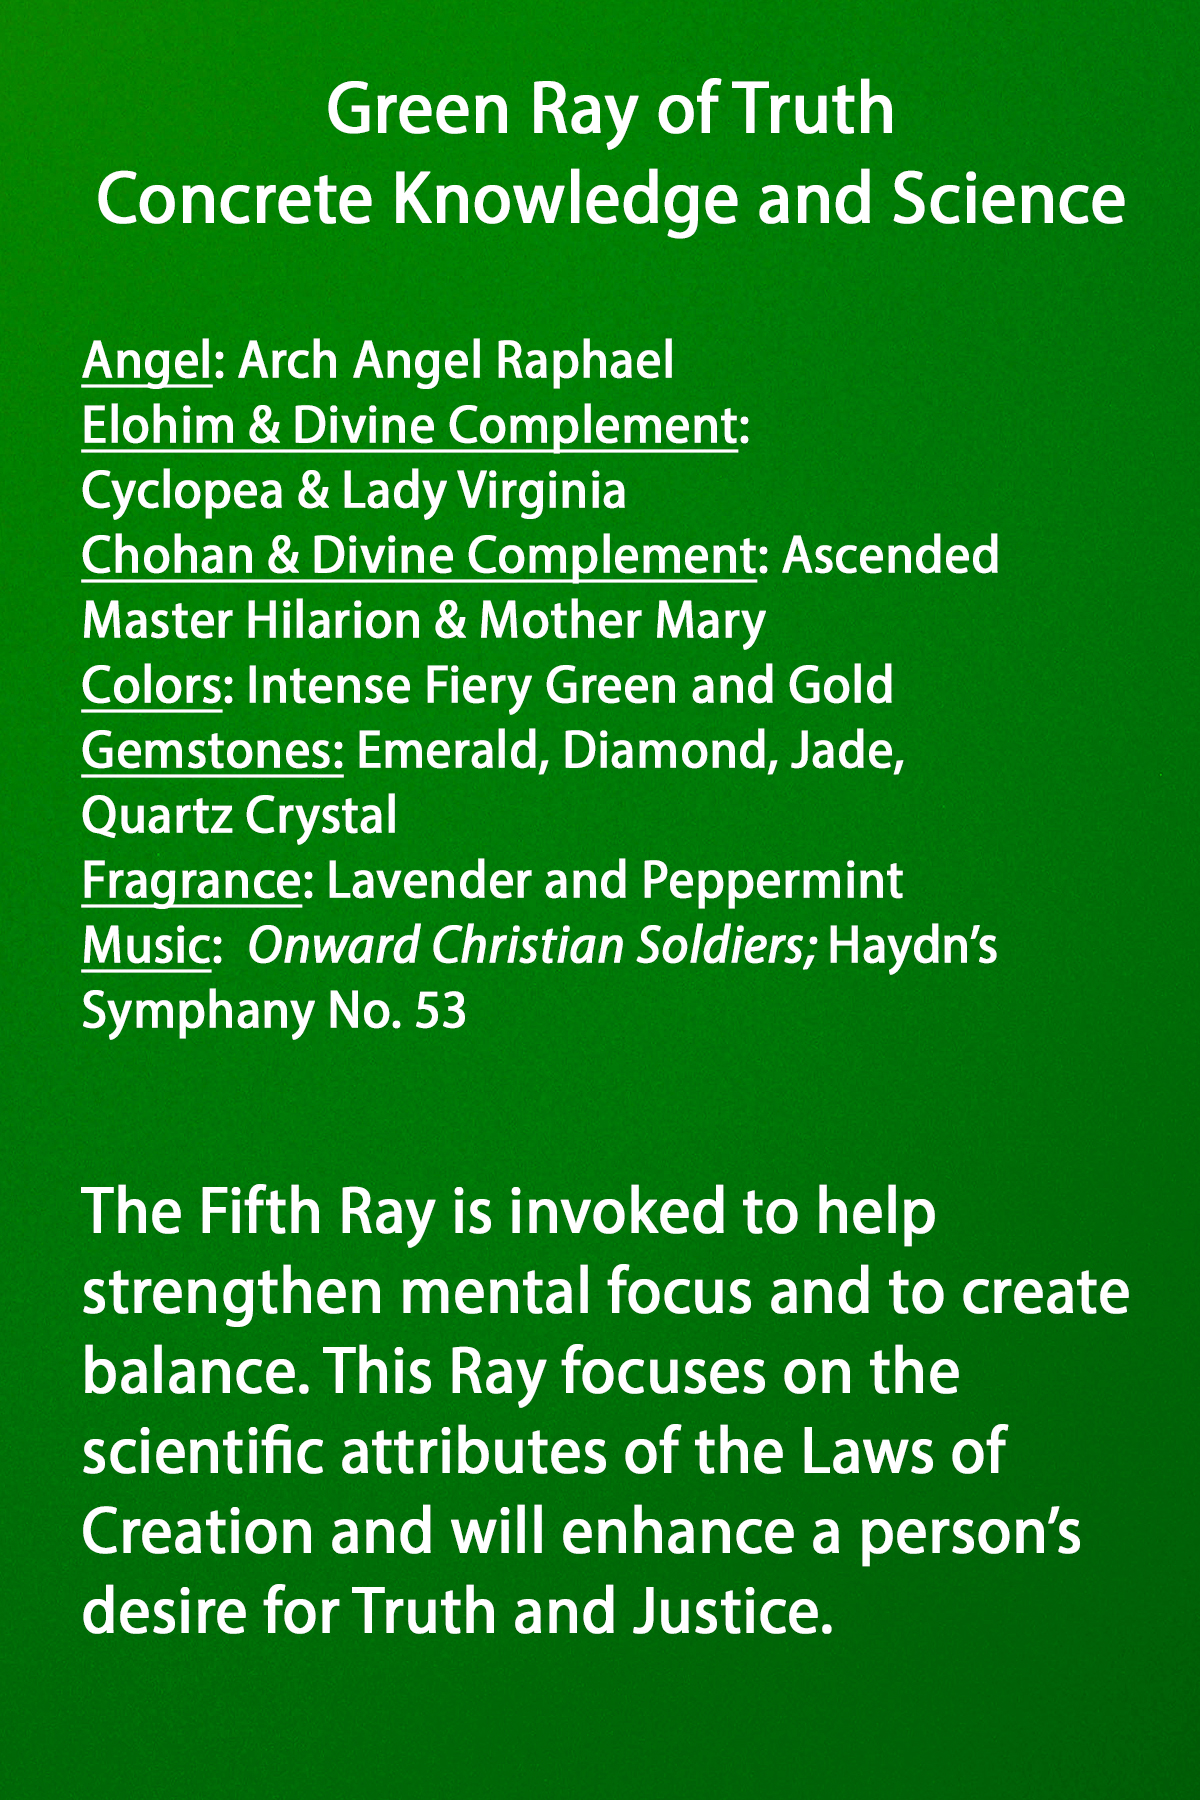 Green Ray of Truth
Concrete Knowledge and Science
Angel: Arch Angel Raphael
Elohim & Divine Complement:
Cyclopea & Lady Virginia
Chohan & Divine Complement: Ascended
Master Hilarion & Mother Mary
Colors: Intense Fiery Green and Gold
Gemstones: Emerald, Diamond, Jade,
Quartz Crystal
Fragrance: Lavender and Peppermint
Music:  Onward Christian Soldiers; Haydn’s
Symphany No. 53
The Fifth Ray is invoked to help
strengthen mental focus and to create
balance. This Ray focuses on the
scientific attributes of the Laws of
Creation and will enhance a person’s
desire for Truth and Justice.